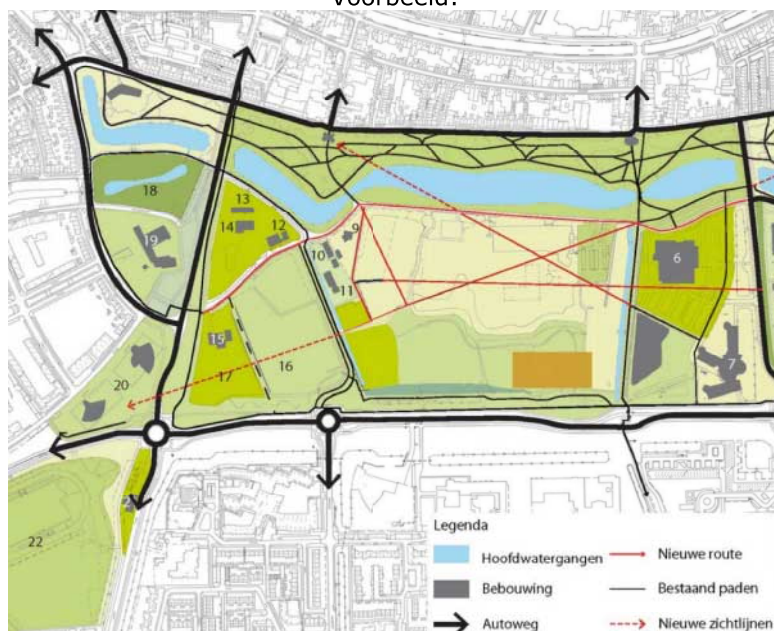 Voorbeeld:
18
13
14
12
19
9
10
11
6
15
16
17
7
20
22
Legenda
Hoofdwatergangen
Nieuwe route
Bebouwing
Bestaand paden
Autoweg
Nieuwe zichtlijnen